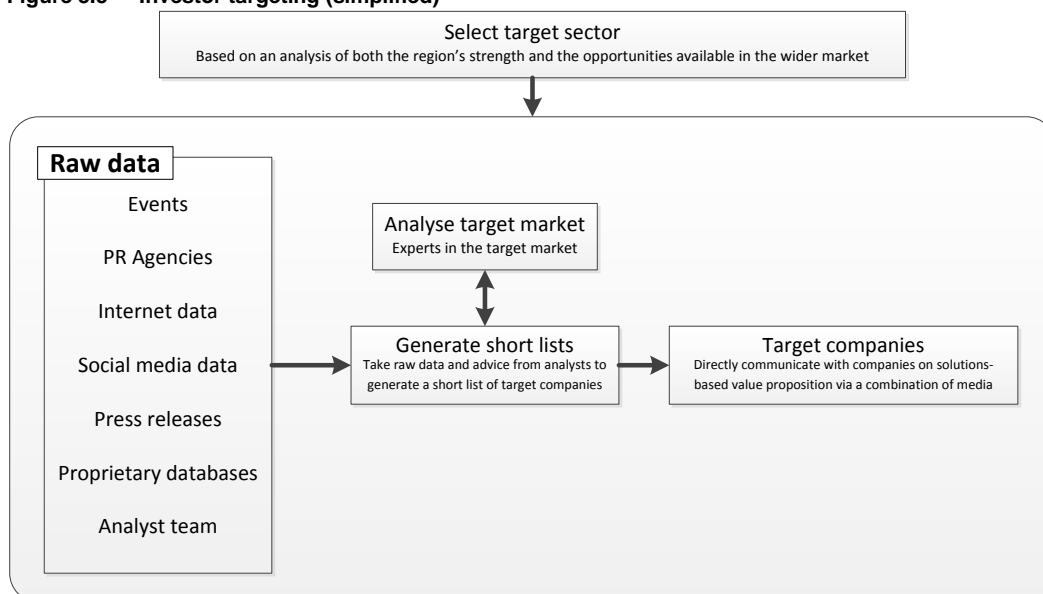 Investor targeting (simplified)
Select target sector
Based on an analysis of both the region's strength and the opportunities available in the wider market
Raw data
Events
PR Agencies
Internet data
Social media data
Press releases
Proprietary databases
Analyst team
Analyse target market
Experts in the target market
Generate short lists
Take raw data and advice from analysts to
generate a short list of target companies
Target companies
Directly communicate with companies on solutions-
based value proposition via a combination of media